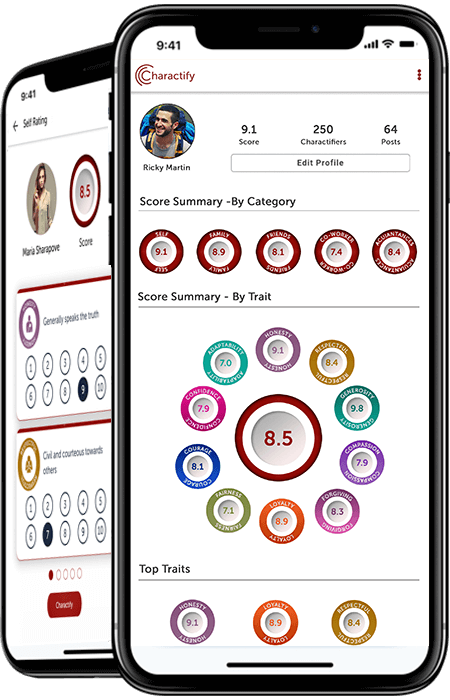 9:41
← Self Rating
Maria Sharapove
8.5
Score
Generally speaks the truth
1 2 3 4 5
6 7 8 9 10
Civil and courteous towards
others
1 2 3 4 5
6 7 8 9 10
Charactify
9:41
Charactify
Ricky Martin
9.1 250 64
Score Charactifiers Posts
Edit Profile
Score Summary -By Category
SELF 9.1 SELF
FAMILY 8.9 FAMILY
FRIENDS 8.1 FRIENDS
CO-WORKER 7.4 CO-WORKER
ACUIANTANCES 8.4 ACUIANTANCES
Score Summary - By Trait
HONESTY 9.1 HONESTY
ADAPTABILITY 7.0 ADAPTABILITY
RESPECTFUL 8.4 RESPECTFUL
CONFIDENCE 7.9 CONFIDENCE
GENEROSITY 9.8 GENEROSITY
8.5
COURAGE 8.1 COURAGE
COMPASSION 7.9 COMPASSION
FAIRNESS 7.1 FAIRNESS
LOYALTY 8.9 LOYALTY
FORGIVING 8.3 FORGIVING
Top Traits
HONESTY 9.1 HONESTY
LOYALTY 8.9 LOYALTY
RESPECTFUL 8.4 RESPECTFUL